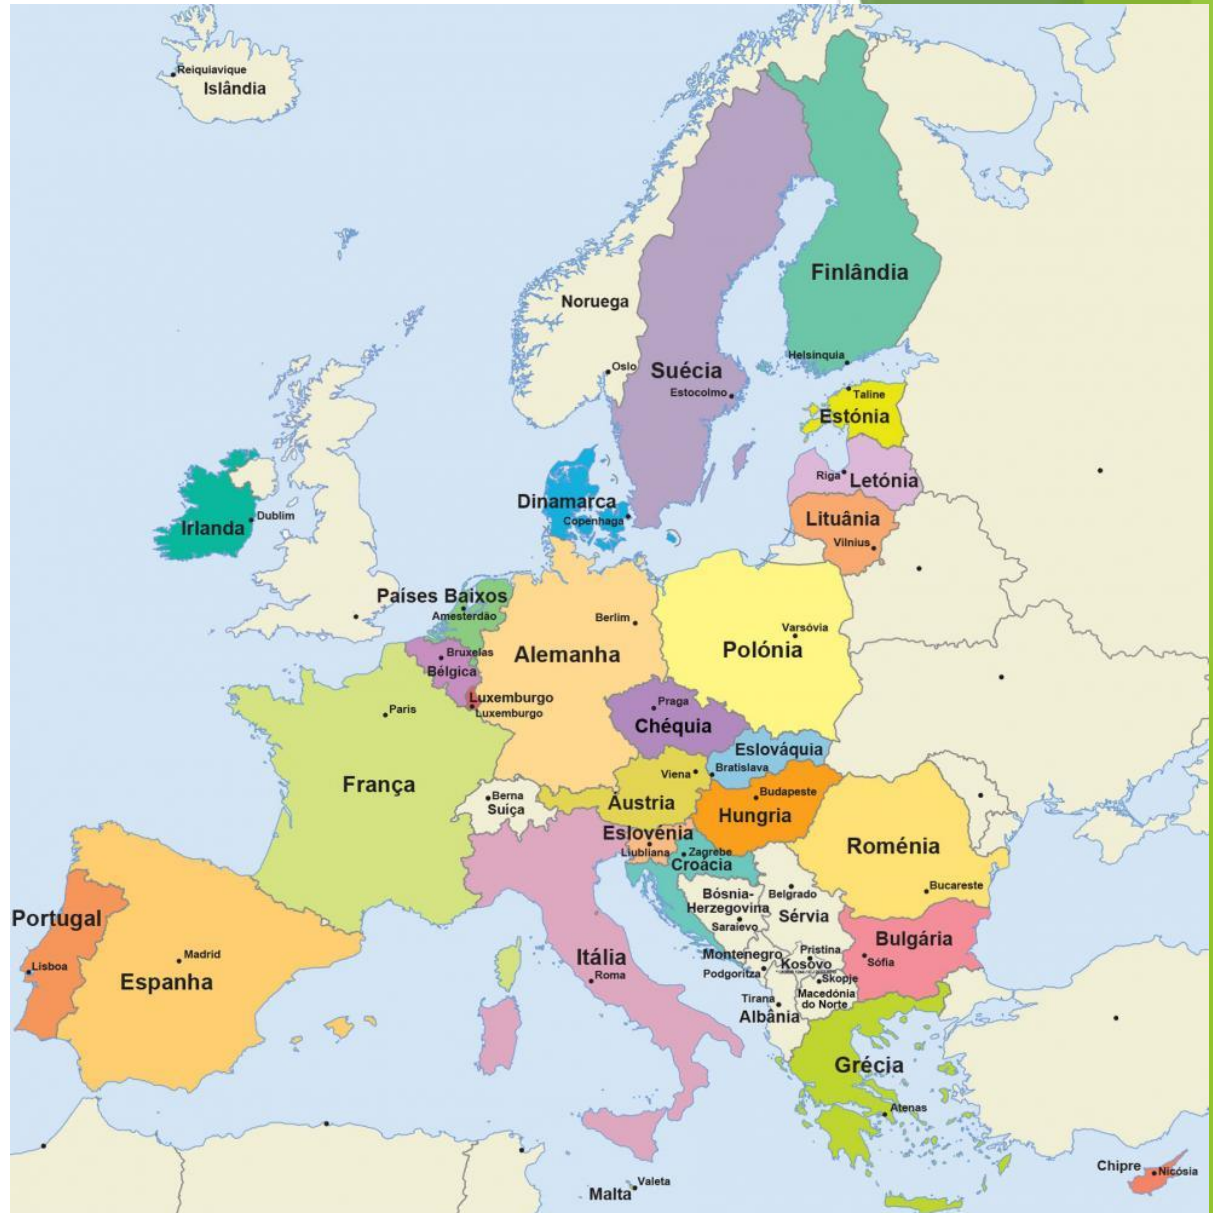 Reiquiavique
Islândia
Finlândia
Noruega
Helsínquia
Oslo
Suécia
Estocolmo
Taline
Estónia
Riga
Letónia
Dinamarca
Copenhaga
Lituânia
Vilnius
Dublim
Irlanda
Países Baixos
Amesterdão
Berlim
Varsóvia
Polónia
Alemanha
Bruxelas
Bélgica
Luxemburgo
Luxemburgo
Paris
Praga
Chéquia
Eslováquia
Bratislava
Viena
Áustria
França
Berna
Suíça
Budapeste
Hungria
Eslovénia
Liubliana
Zagrebe
Croácia
Roménia
Bucareste
Bósnia-
Herzegovina
Saraievo
Belgrado
Sérvia
Portugal
Lisboa
Madrid
Espanha
Itália
Roma
Montenegro
Podgoritza
Pristina
Kosovo
Bulgária
Sófia
Skopje
Macedónia
do Norte
Tirana
Albânia
Grécia
Atenas
Chipre
Nicósia
Valeta
Malta